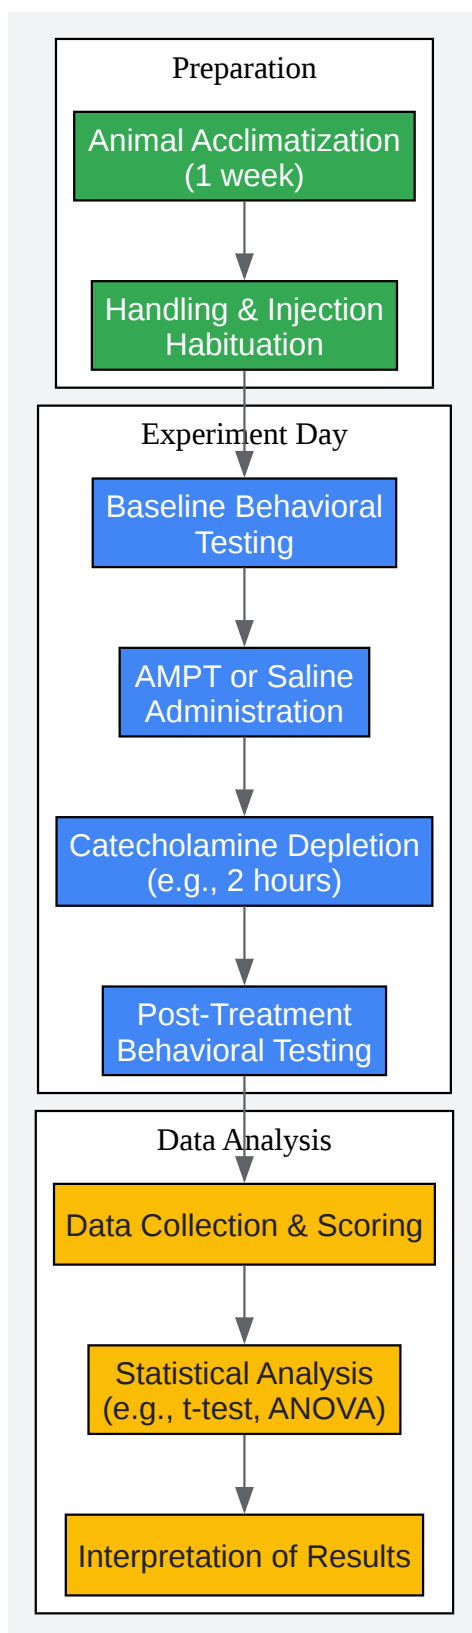 Preparation
Animal Acclimatization
(1 week)
Handling & Injection
Habituation
Experiment Day
Baseline Behavioral
Testing
AMPT or Saline
Administration
Catecholamine Depletion
(e.g., 2 hours)
Post-Treatment
Behavioral Testing
Data Analysis
Data Collection & Scoring
Statistical Analysis
(e.g., t-test, ANOVA)
Interpretation of Results